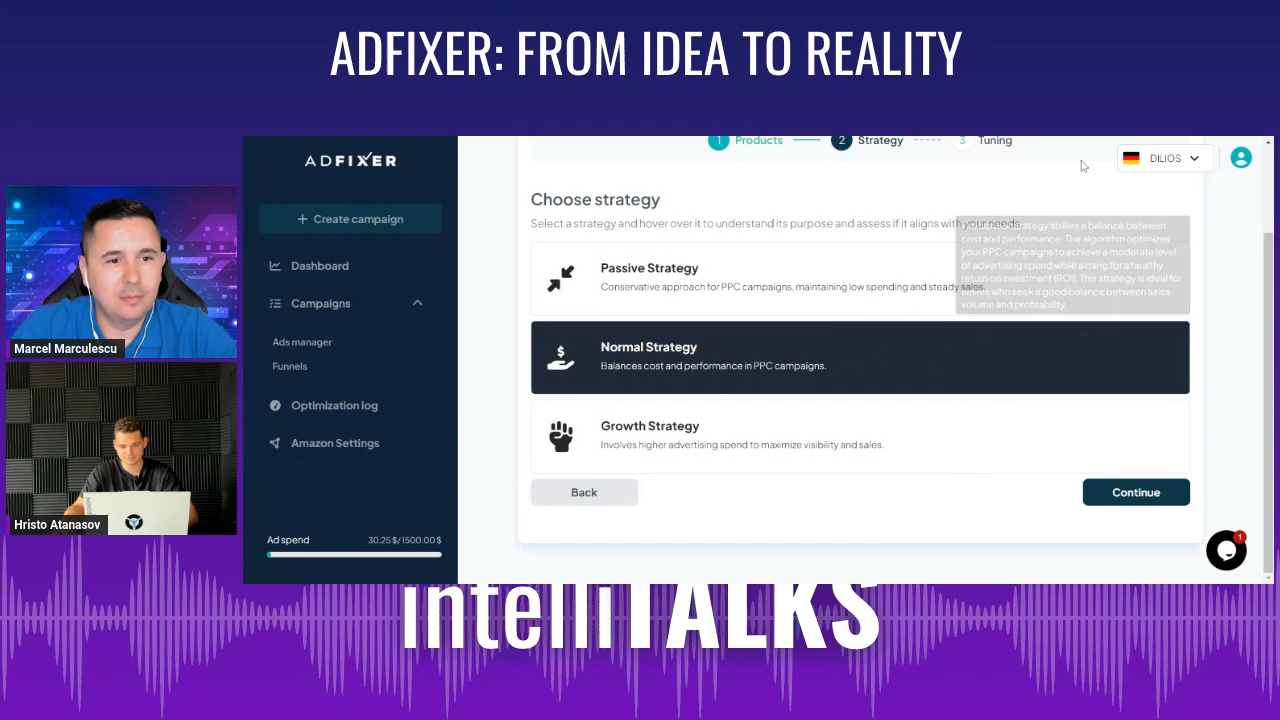 ADFIXER: FROM IDEA TO REALITY
ADFIXER
+ Create campaign
Dashboard
Campaigns
Ads manager
Funnels
Optimization log
Amazon Settings
Ad spend 30.25 $/1500.00 $
1 Products 2 Strategy 3 Tuning
DILIOS
Choose strategy
Select a strategy and hover over it to understand its purpose and assess if it aligns with your needs.
strategy strikes a balance between
cost and performance. The algorithm optimizes
your PPC campaigns to achieve a moderate level
of advertising spend while aiming for a healthy
return on investment (ROI). This strategy is ideal for
sellers who seek a good balance between sales
volume and profitability.
Passive Strategy
Conservative approach for PPC campaigns, maintaining low spending and steady sales.
Normal Strategy
Balances cost and performance in PPC campaigns.
Growth Strategy
Involves higher advertising spend to maximize visibility and sales.
Back
Continue
1
Marcel Marculescu
Hristo Atanasov
intelliTALKS